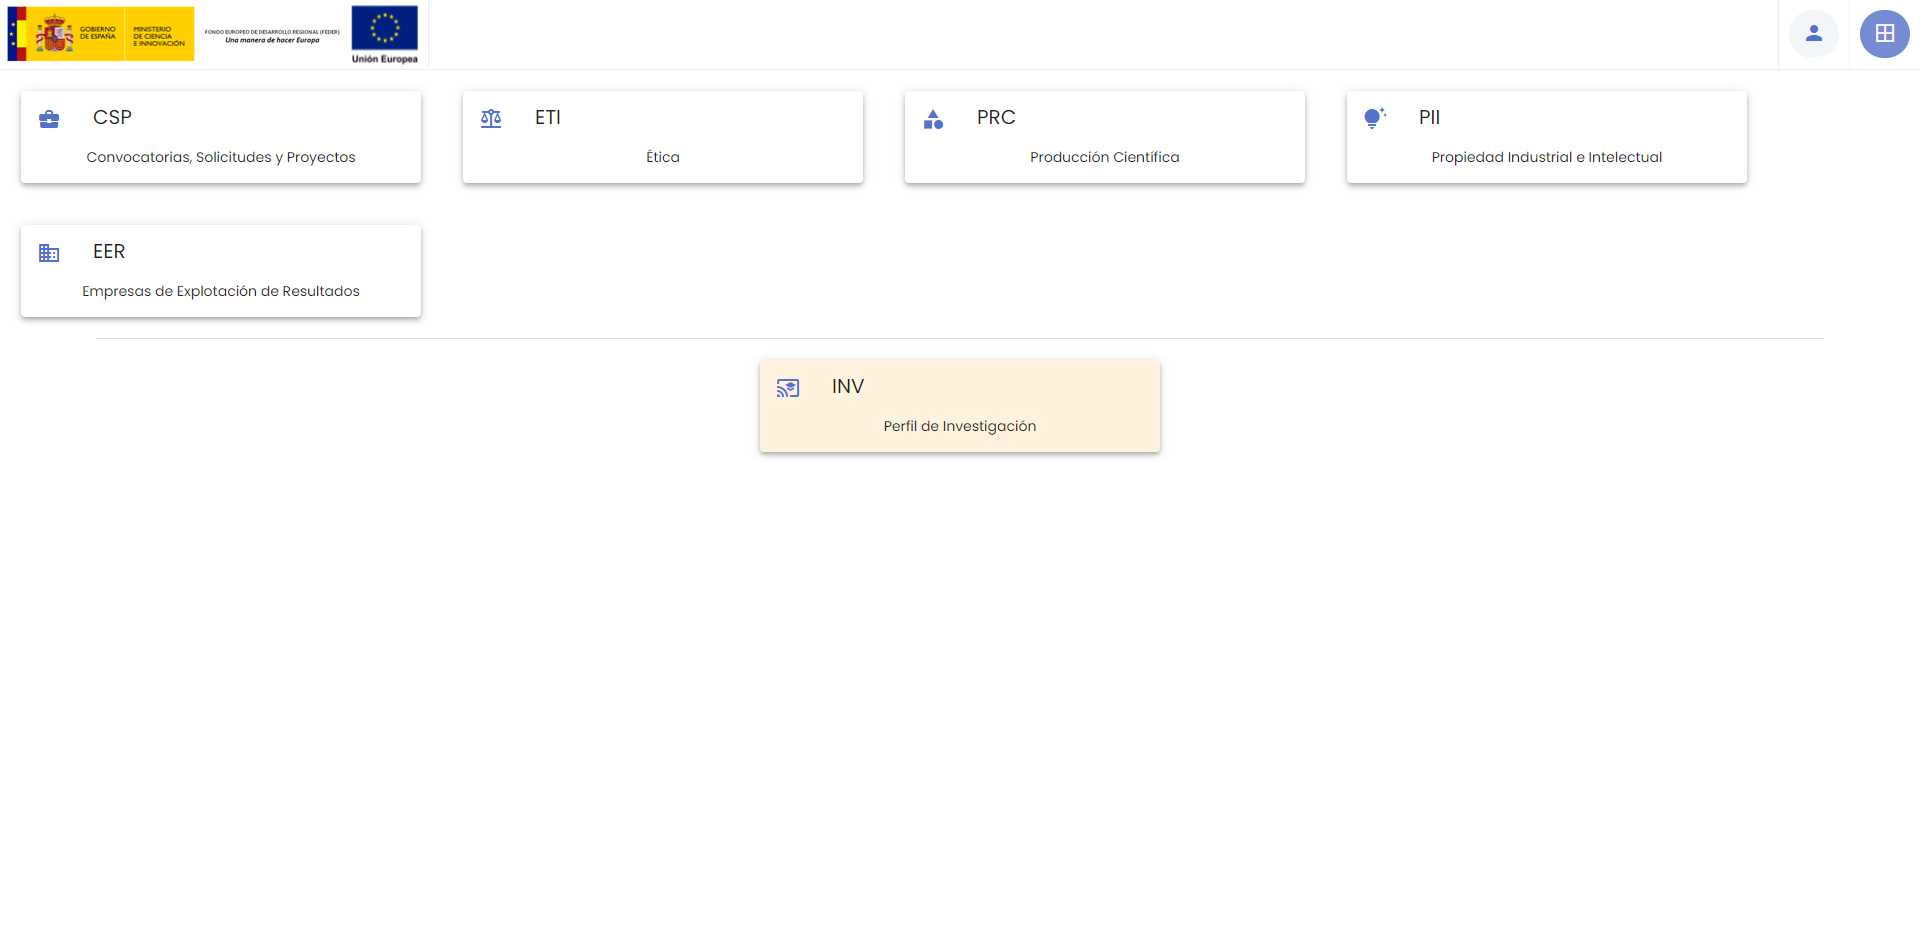 GOBIERNO
DE ESPAÑA
MINISTERIO
DE CIENCIA
E INNOVACIÓN
FONDO EUROPEO DE DESARROLLO REGIONAL (FEDER)
Una manera de hacer Europa
Unión Europea
CSP
Convocatorias, Solicitudes y Proyectos
ETI
Ética
PRC
Producción Científica
PII
Propiedad Industrial e Intelectual
EER
Empresas de Explotación de Resultados
INV
Perfil de Investigación